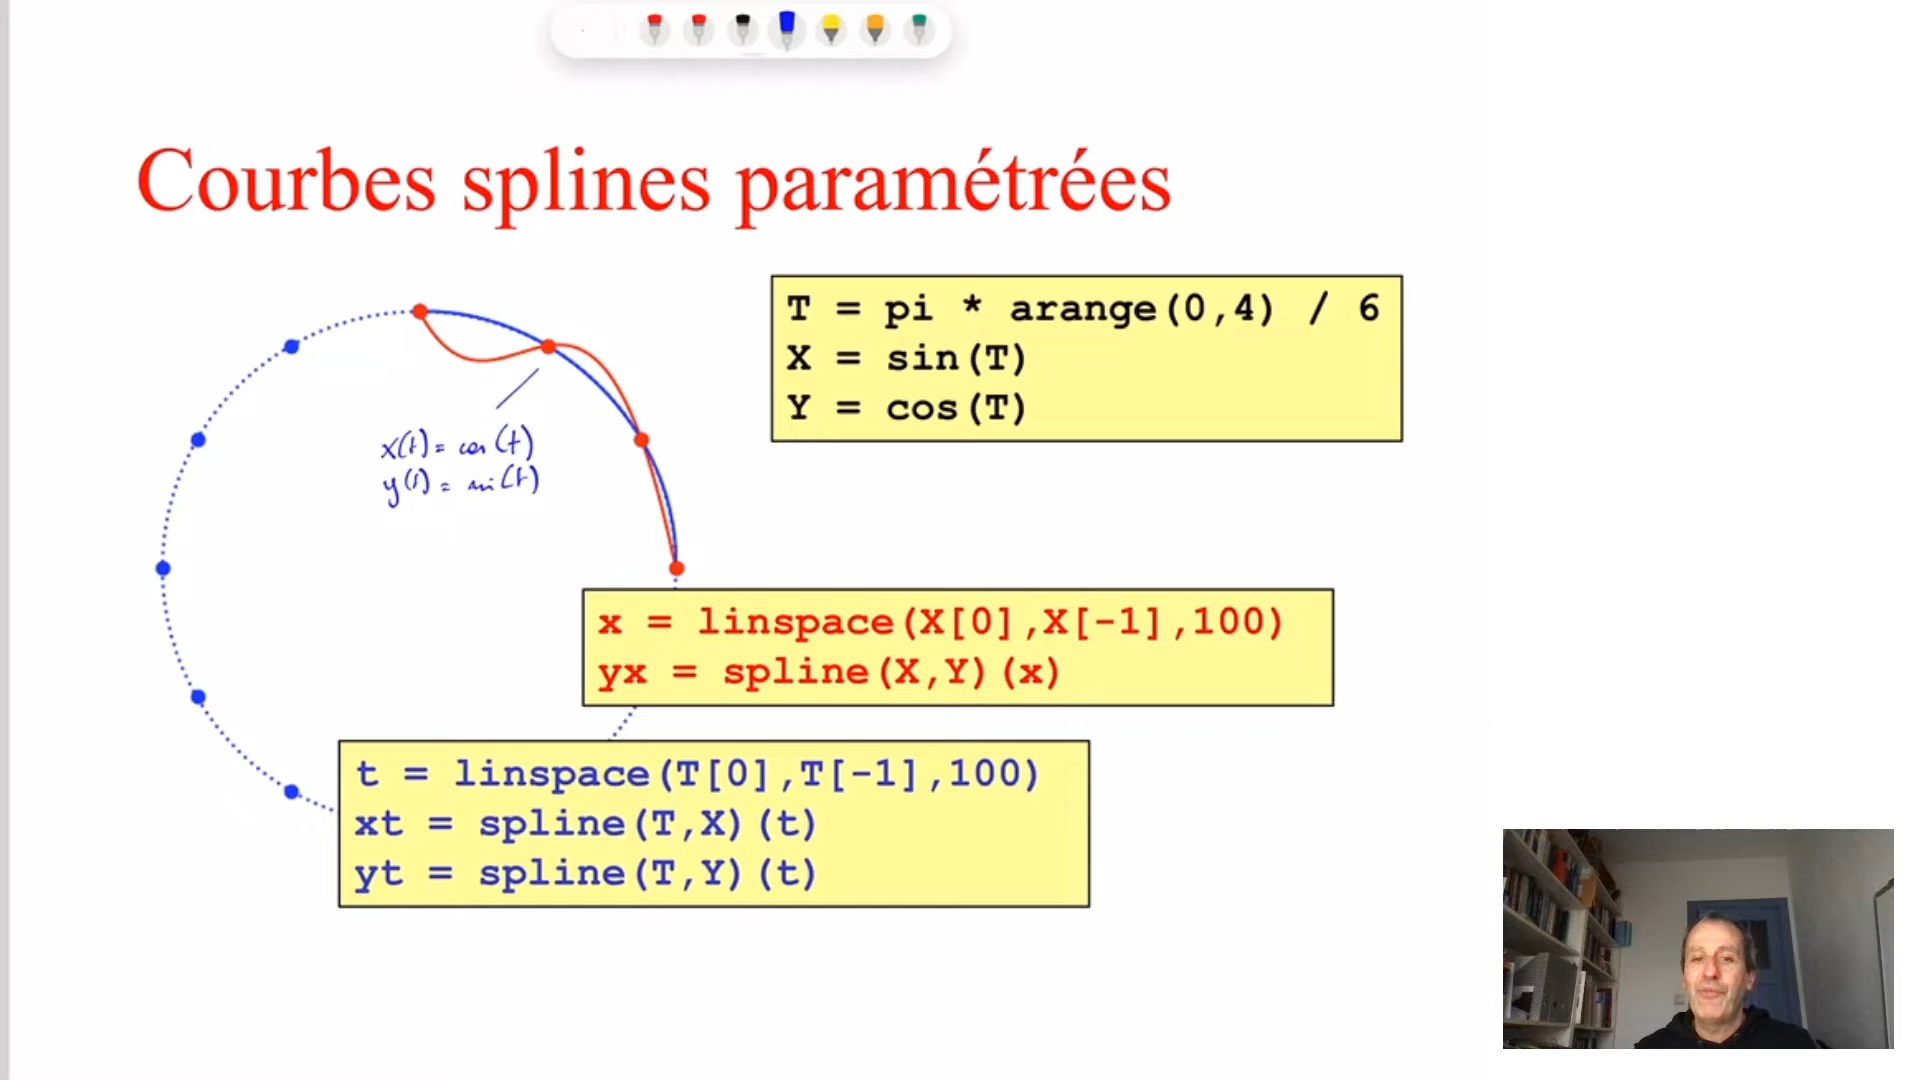 Courbes splines paramétrées
T = pi * arange(0,4) / 6
X = sin(T)
Y = cos(T)
x(t) = cos(t)
y(t) = sin(t)
x = linspace(X[0],X[-1],100)
yx = spline(X,Y)(x)
t = linspace(T[0],T[-1],100)
xt = spline(T,X)(t)
yt = spline(T,Y)(t)